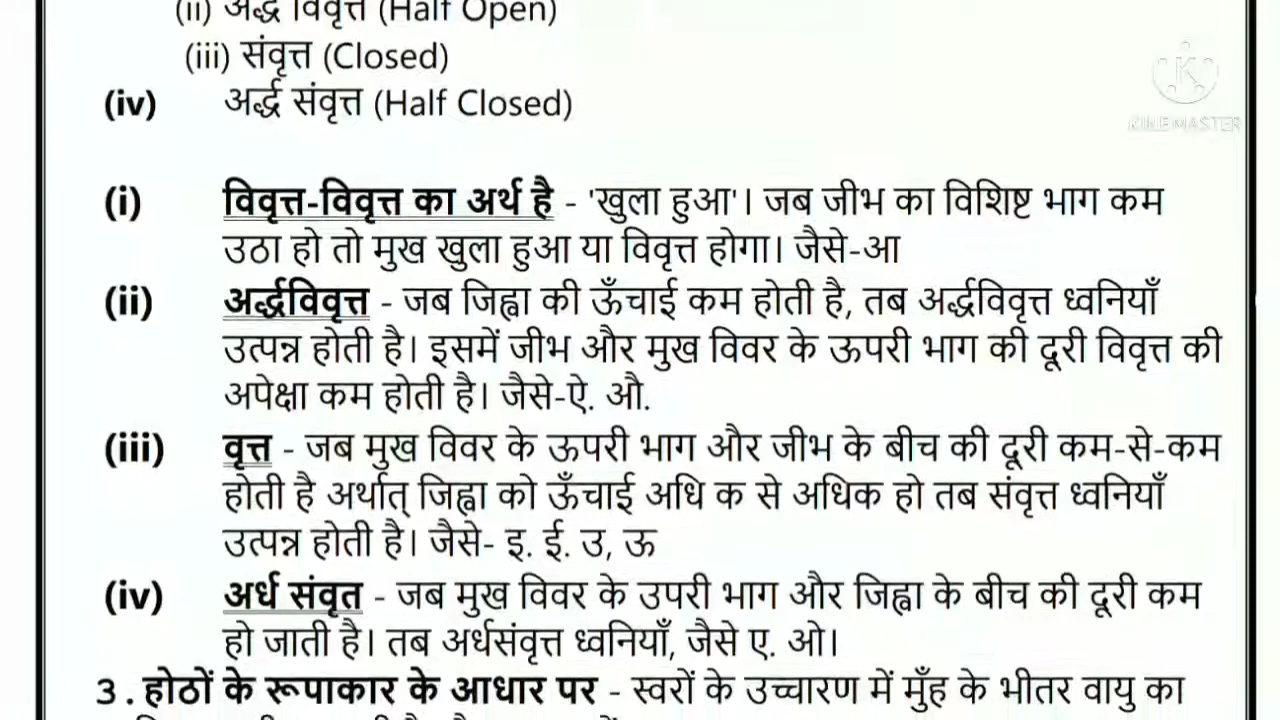 (ii) अर्द्ध विवृत्त (Half Open)
(iii) संवृत्त (Closed)
(iv) अर्द्ध संवृत्त (Half Closed)
KINEMASTER
(i) विवृत्त-विवृत्त का अर्थ है - 'खुला हुआ'। जब जीभ का विशिष्ट भाग कम
उठा हो तो मुख खुला हुआ या विवृत्त होगा। जैसे-आ
(ii) अर्द्धविवृत्त - जब जिह्वा की ऊँचाई कम होती है, तब अर्द्धविवृत्त ध्वनियाँ
उत्पन्न होती है। इसमें जीभ और मुख विवर के ऊपरी भाग की दूरी विवृत्त की
अपेक्षा कम होती है। जैसे-ऐ. औ.
(iii) वृत्त - जब मुख विवर के ऊपरी भाग और जीभ के बीच की दूरी कम-से-कम
होती है अर्थात् जिह्वा को ऊँचाई अधि क से अधिक हो तब संवृत्त ध्वनियाँ
उत्पन्न होती है। जैसे- इ. ई. उ, ऊ
(iv) अर्ध संवृत - जब मुख विवर के उपरी भाग और जिह्वा के बीच की दूरी कम
हो जाती है। तब अर्धसंवृत्त ध्वनियाँ, जैसे ए. ओ।
3. होठों के रूपाकार के आधार पर - स्वरों के उच्चारण में मुँह के भीतर वायु का